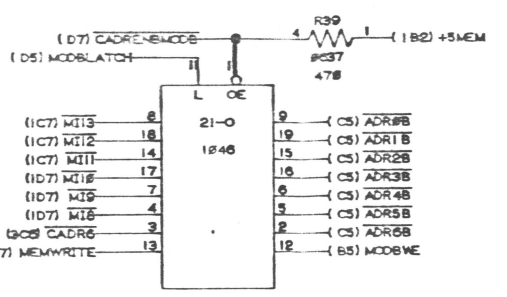 R39
(D7) CADRENBMODB 4 1 (1B2) +5MEM
(D5) MODBLATCH 0C37
11 1 470
L OE
8 21-0 9
(1C7) MI13 (C5) ADR0B
18 1046 19
(1C7) MI12 (C5) ADR1B
14 15
(1C7) MI11 (C5) ADR2B
17 16
(1D7) MI10 (C5) ADR3B
7 6
(1D7) MI9 (C5) ADR4B
4 5
(1D7) MI8 (C5) ADR5B
3 2
CADR6 (C5) ADR6B
13 12
7) MEMWRITE (B5) MODBWE